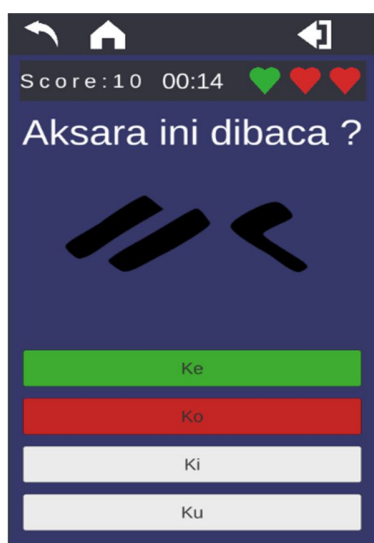 Score:10 00:14
Aksara ini dibaca ?
ᨀᨚ
Ke
Ko
Ki
Ku